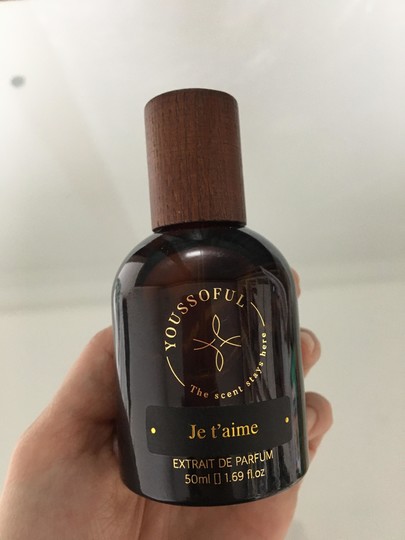 YOUSSOFUL
The scent stays here
Je t'aime
EXTRAIT DE PARFUM
50ml ▯ 1.69 fl.oz